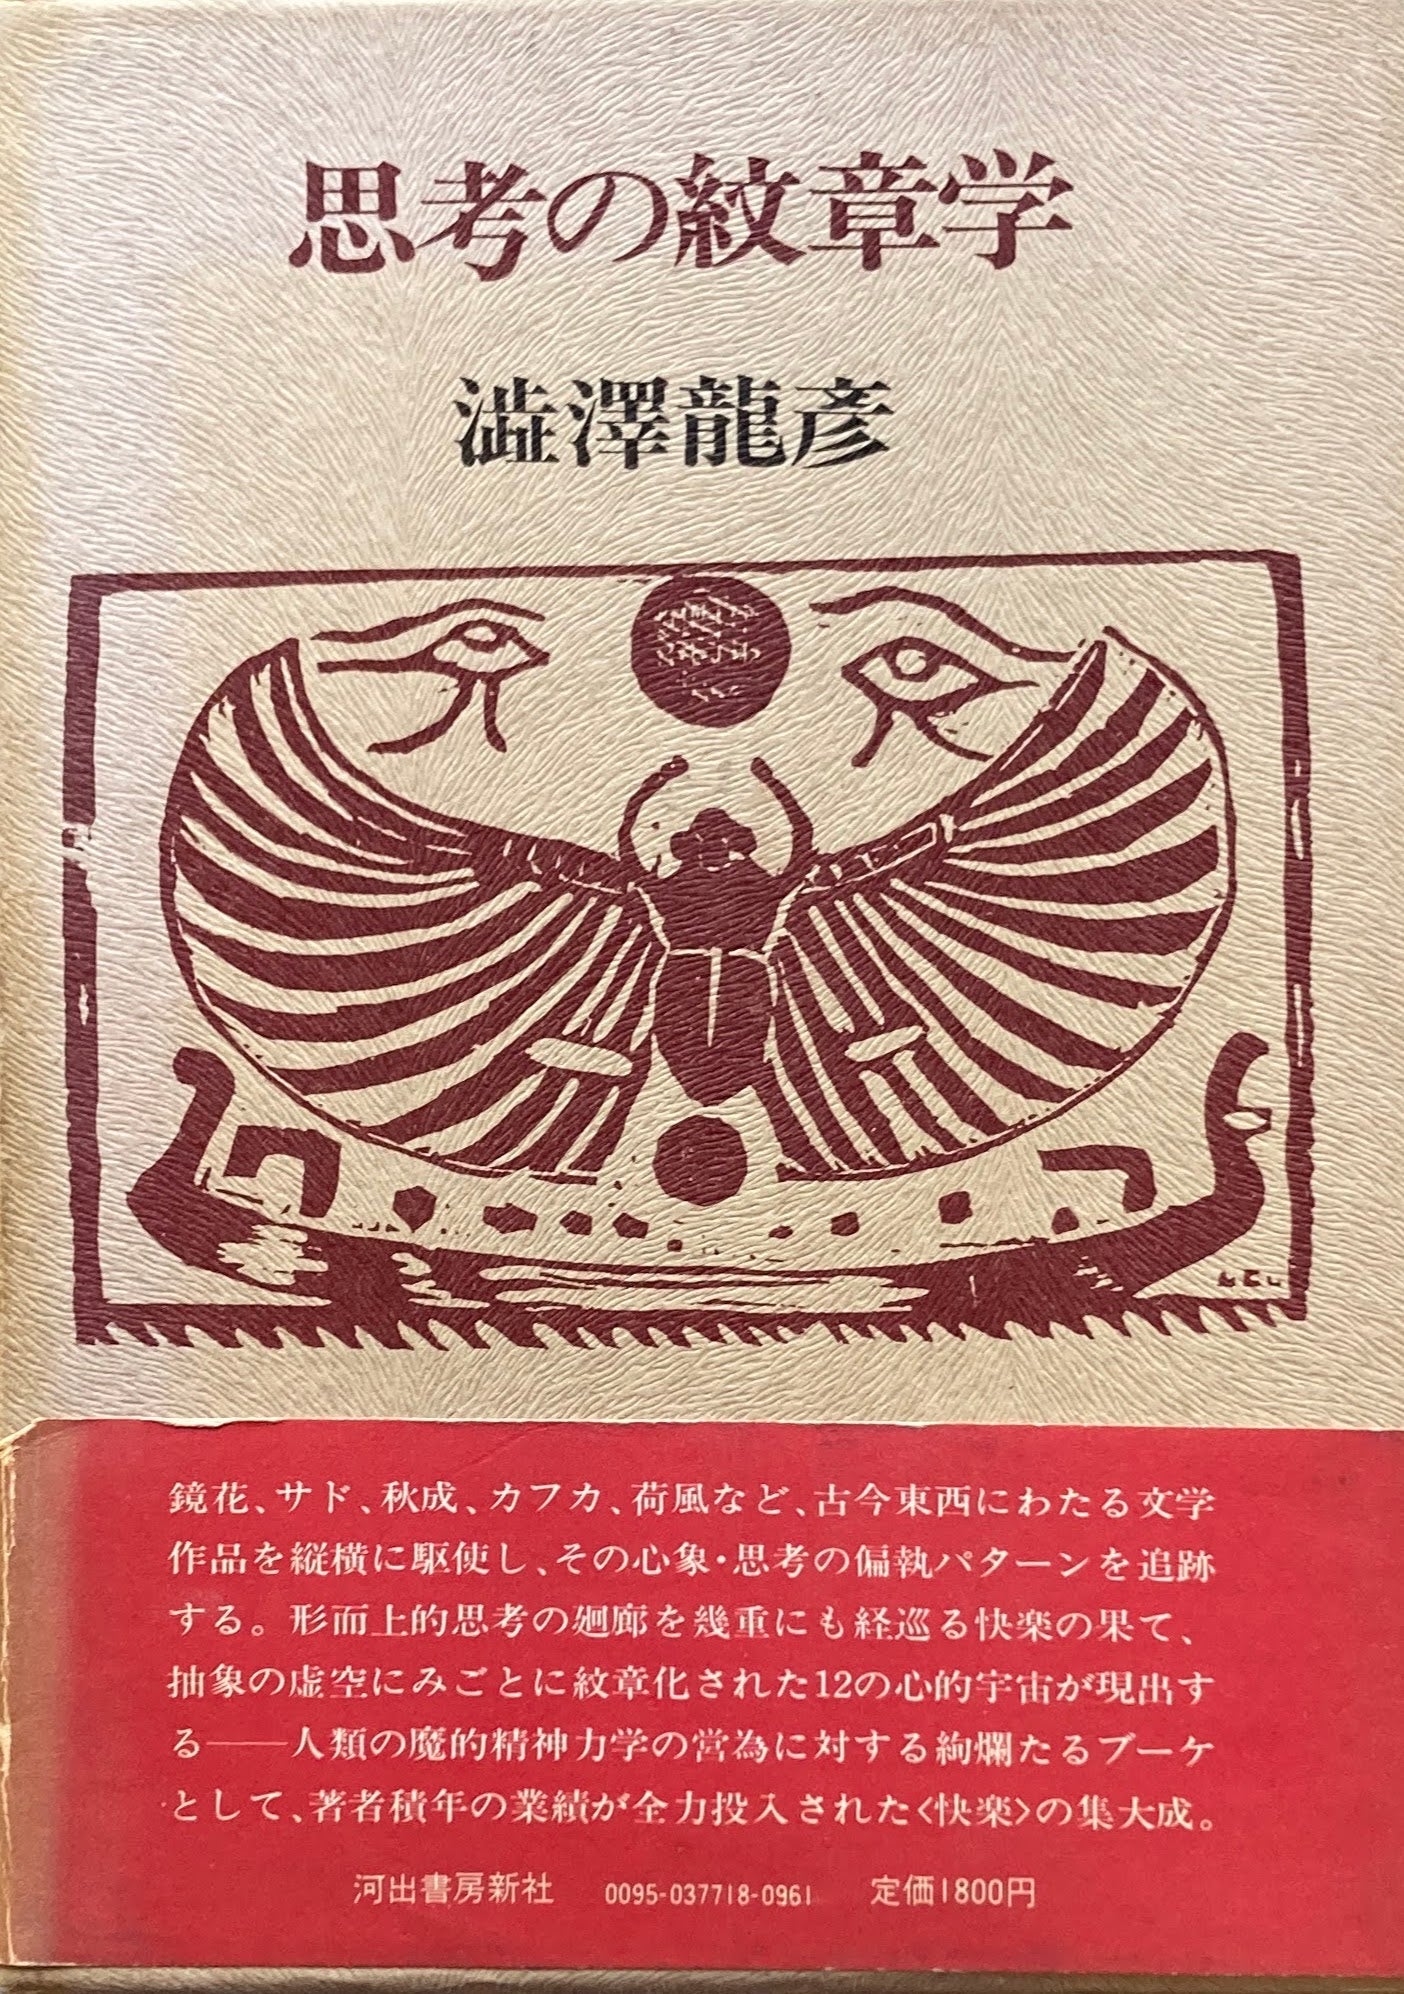 思考の紋章学
澁澤龍彦
鏡花、サド、秋成、カフカ、荷風など、古今東西にわたる文学
作品を縦横に駆使し、その心象・思考の偏執パターンを追跡
する。形而上的思考の廻廊を幾重にも経巡る快楽の果て、
抽象の虚空にみごとに紋章化された12の心的宇宙が現出す
る──人類の魔的精神力学の営為に対する絢爛たるブーケ
として、著者積年の業績が全力投入された〈快楽〉の集大成。
河出書房新社 0095-037718-0961 定価1800円